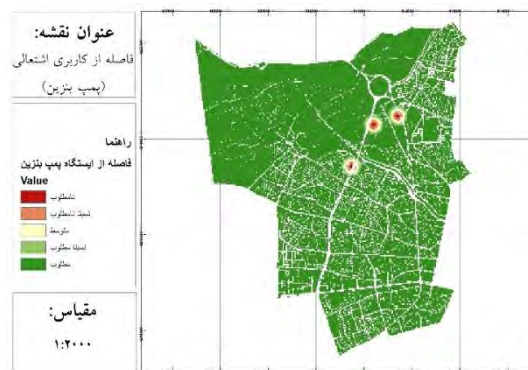 عنوان نقشه:
فاصله از کاربری اشتعالی
(پمپ بنزین)
راهنما
فاصله از ایستگاه پمپ بنزین
Value
نامطلوب
نسبتا نامطلوب
متوسط
نسبتا مطلوب
مطلوب
مقیاس:
۱:۲۰۰۰